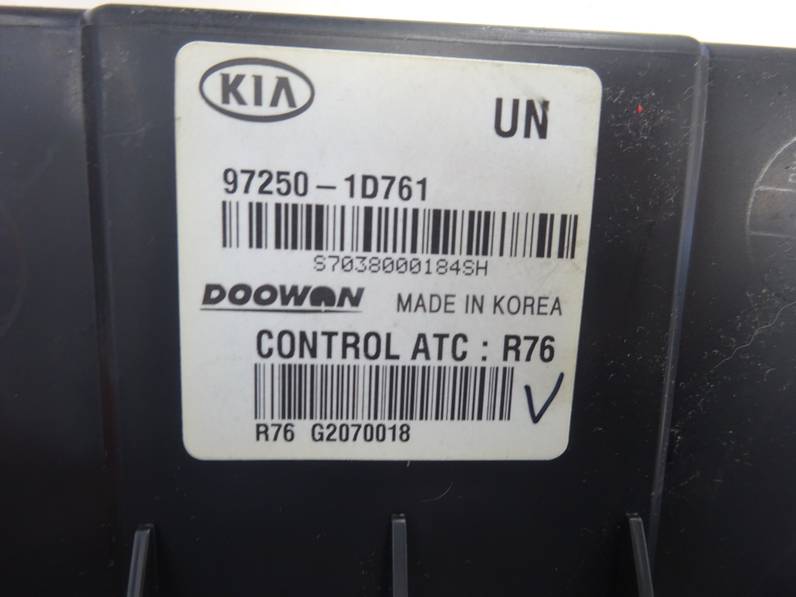 KIA
UN
97250-1D761
S7038000184SH
DOOWON MADE IN KOREA
CONTROL ATC : R76
V
R76 G2070018